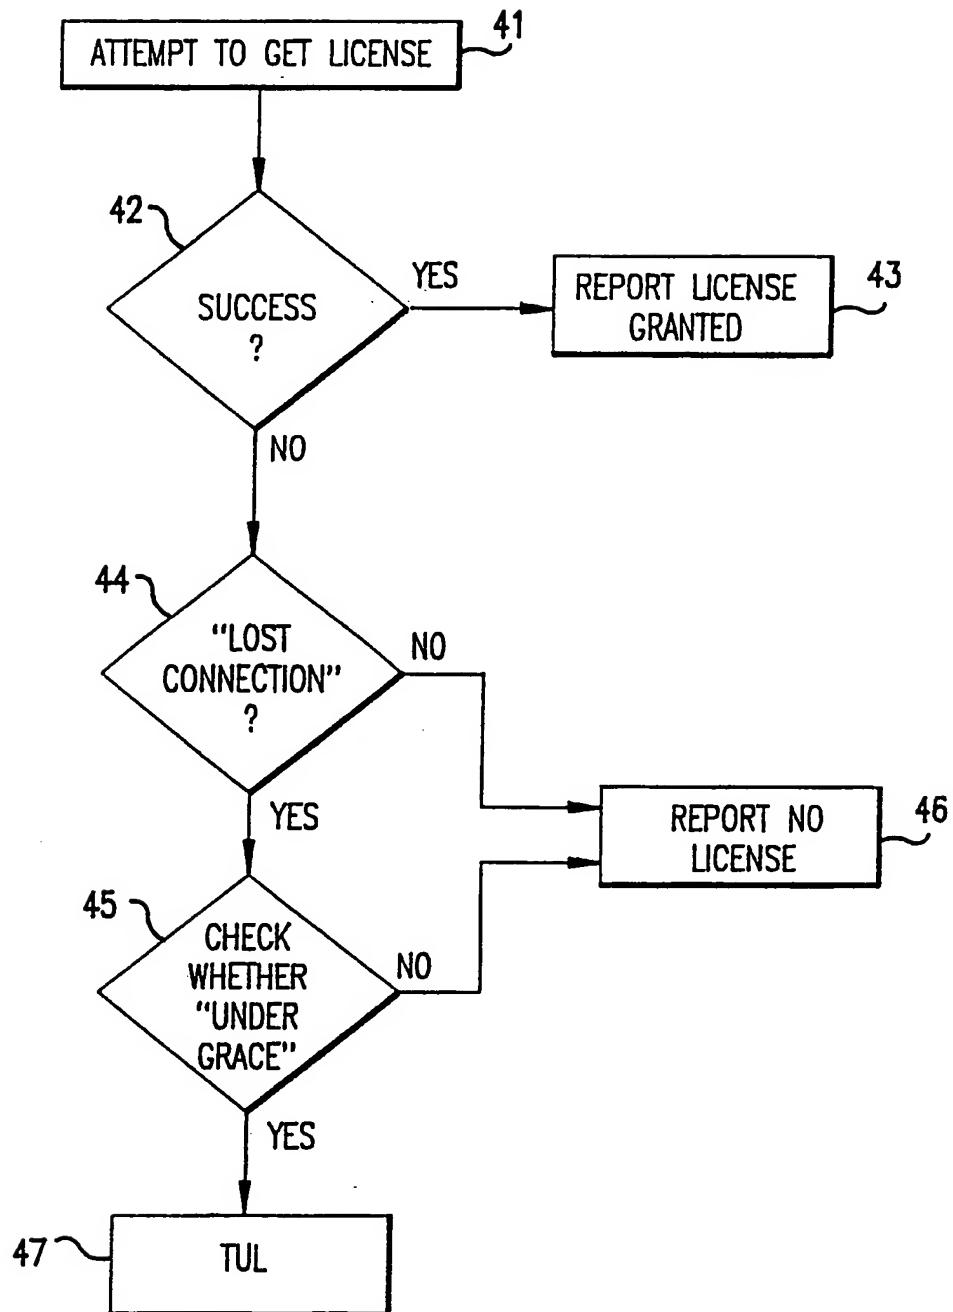 ATTEMPT TO GET LICENSE
41
42
SUCCESS
?
YES
REPORT LICENSE
GRANTED
43
NO
44
"LOST
CONNECTION"
?
NO
YES
REPORT NO
LICENSE
46
45
CHECK
WHETHER
"UNDER
GRACE"
NO
YES
47
TUL